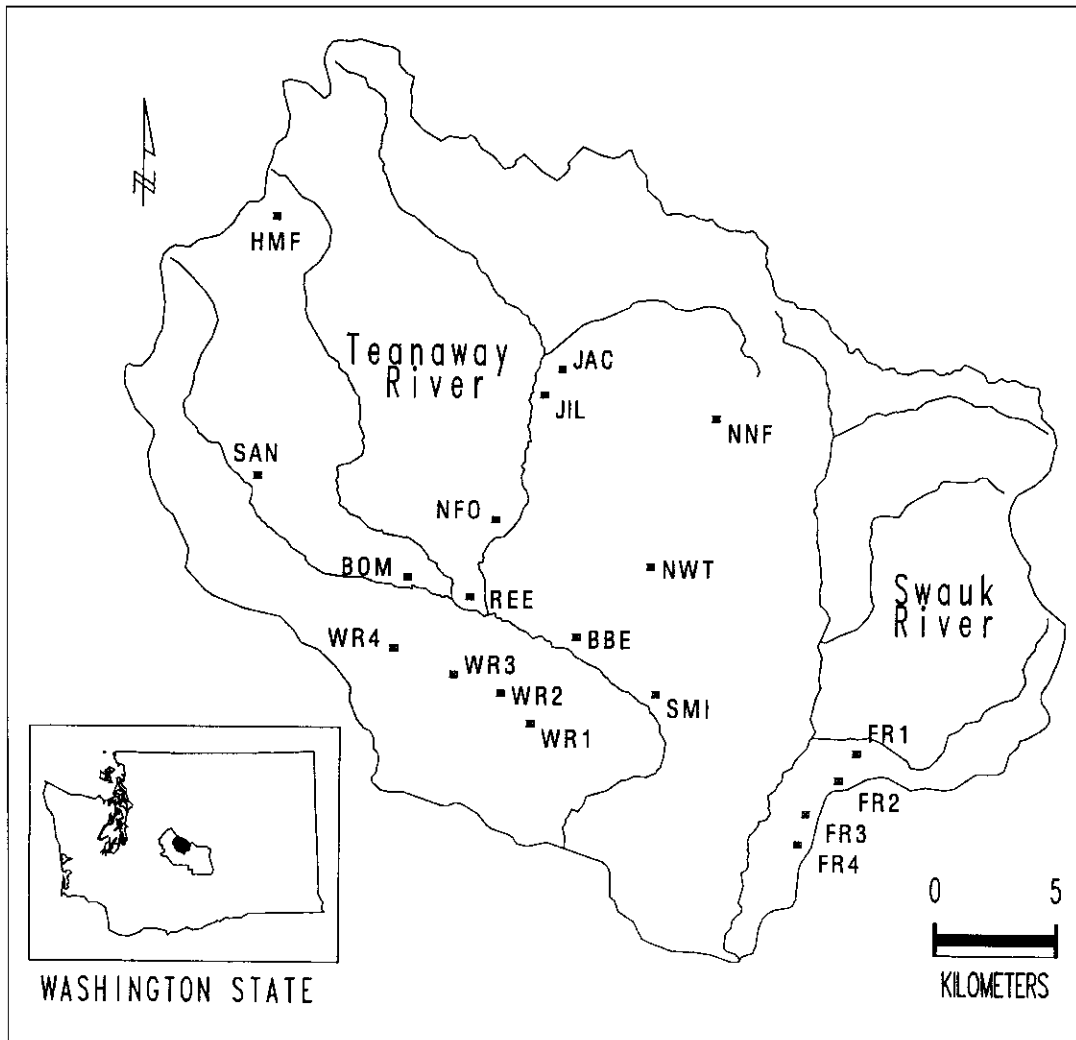 N
HMF
Teanaway
River
JAC
JIL
NNF
SAN
NFO
BOM
REE
NWT
Swauk
River
WR4
BBE
WR3
WR2
SMI
WR1
FR1
FR2
FR3
FR4
0 5
KILOMETERS
WASHINGTON STATE